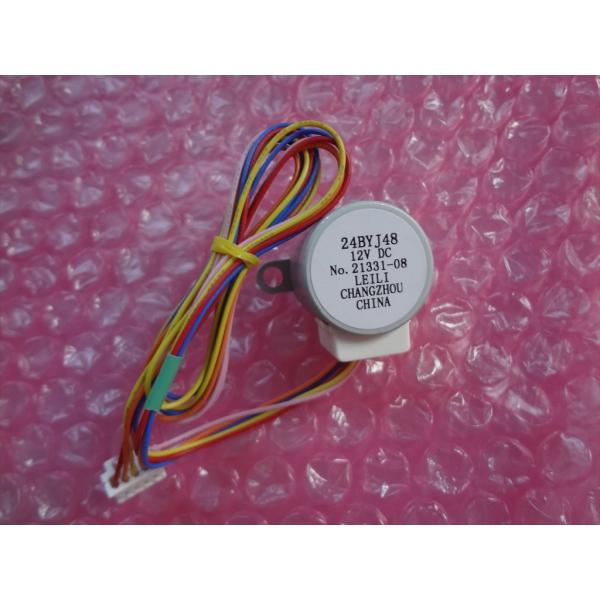 24BYJ48
12V DC
No. 21331-08
LEILI
CHANGZHOU
CHINA